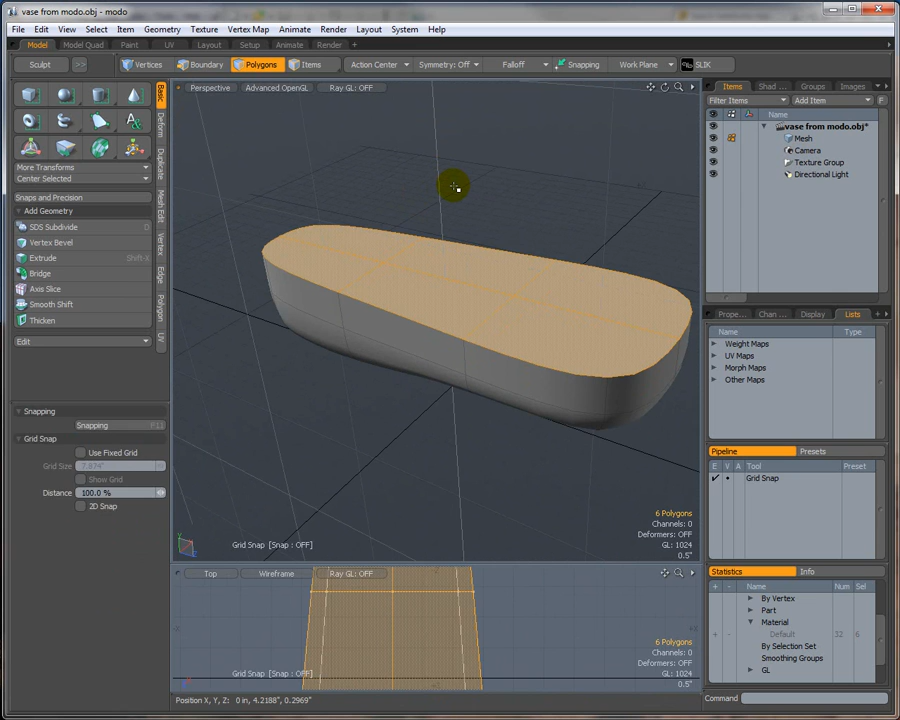 vase from modo.obj - modo
File Edit View Select Item Geometry Texture Vertex Map Animate Render Layout System Help
Model Model Quad Paint UV Layout Setup Animate Render +
Sculpt >> Vertices Boundary Polygons Items Action Center Symmetry: Off Falloff Snapping Work Plane SLIK
Perspective Advanced OpenGL Ray GL: OFF
Items Shad ... Groups Images
Filter Items Add Item F
Name
vase from modo.obj*
Mesh
Camera
Texture Group
Directional Light
Basic
Deform
Duplicate
Mesh Edit
Vertex
Edge
Polygon
UV
More Transforms
Center Selected
Snaps and Precision
Add Geometry
SDS Subdivide D
Vertex Bevel
Extrude Shift-X
Bridge
Axis Slice
Smooth Shift
Thicken
Edit
Snapping
Snapping F11
Grid Snap
Use Fixed Grid
Grid Size 7.874"
Show Grid
Distance 100.0 %
2D Snap
6 Polygons
Channels: 0
Deformers: OFF
GL: 1024
0.5"
Grid Snap [Snap : OFF]
Prope... Chan ... Display Lists +
Name Type
Weight Maps
UV Maps
Morph Maps
Other Maps
Pipeline Presets
E V A Tool Preset
Grid Snap
Top Wireframe Ray GL: OFF
6 Polygons
Channels: 0
Deformers: OFF
GL: 1024
0.5"
Grid Snap [Snap : OFF]
Statistics Info
+ - Name Num Sel
By Vertex
Part
Material
+ - Default 32 6
By Selection Set
Smoothing Groups
GL
Position X, Y, Z: 0 in, 4.2188", 0.2969"
Command